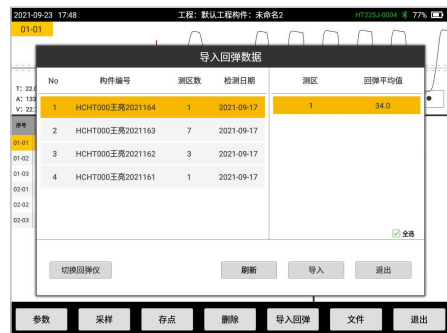 2021-09-23 17:48 工程：默认工程构件：未命名2 HT225J-0004 77%
01-01
导入回弹数据
No 构件编号 测区数 检测日期 测区 回弹平均值
1 HCHT000王亮2021164 1 2021-09-17 1 34.0
2 HCHT000王亮2021163 7 2021-09-17
3 HCHT000王亮2021162 3 2021-09-17
4 HCHT000王亮2021161 1 2021-09-17
T: 22.0
A: 133
V: 22.
序号
01-01
01-02
01-03
02-01
02-02
02-03
全选
切换回弹仪 刷新 导入 退出
参数 采样 存点 删除 导入回弹 文件 退出